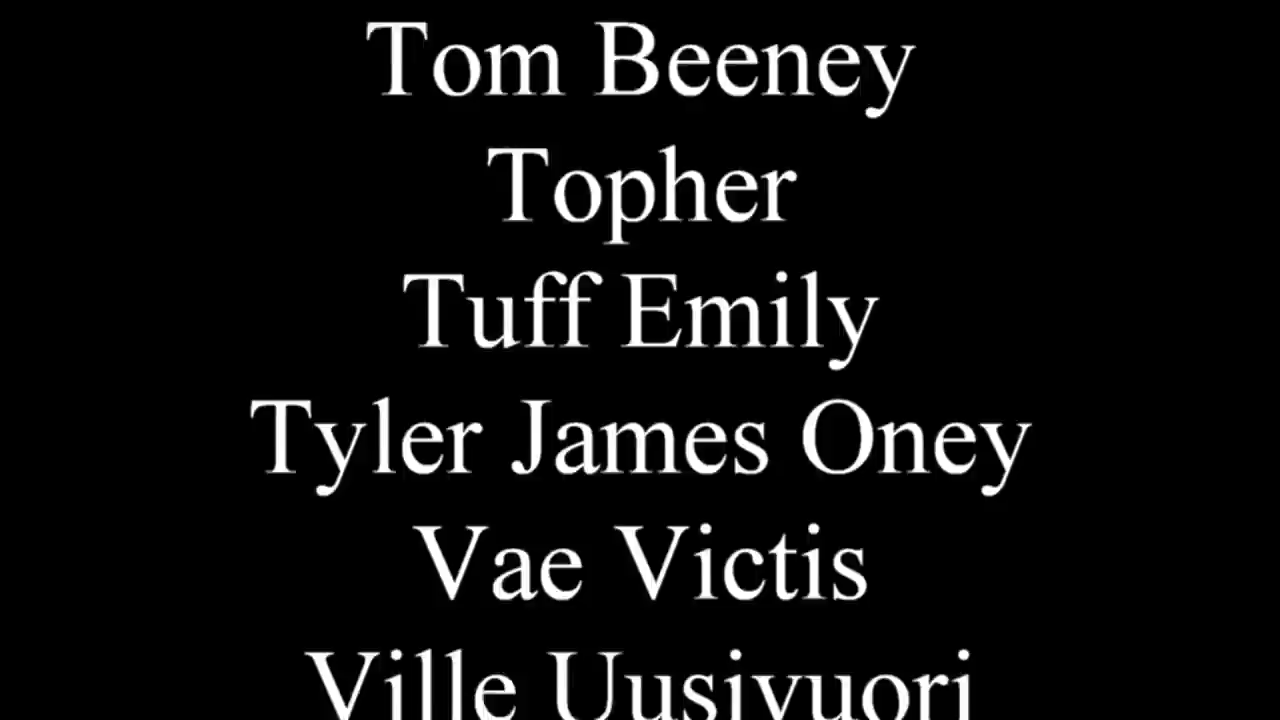 Tom Beeney
Topher
Tuff Emily
Tyler James Oney
Vae Victis
Ville Uusivuori